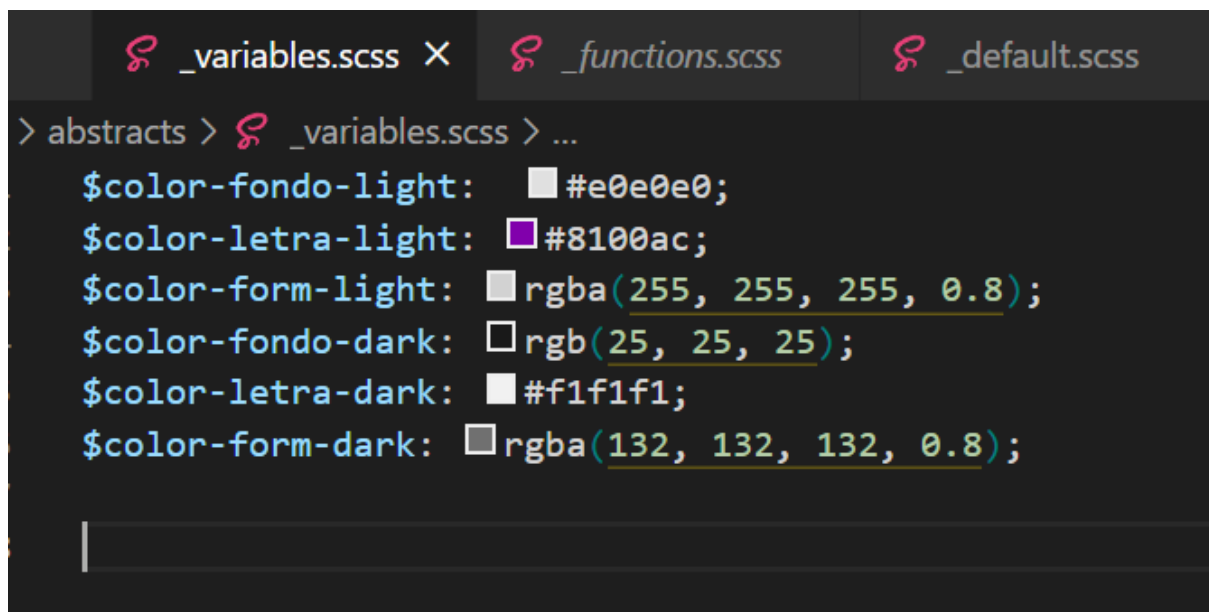 _variables.scss × _functions.scss _default.scss
> abstracts > _variables.scss > ...
$color-fondo-light: #e0e0e0;
$color-letra-light: #8100ac;
$color-form-light: rgba(255, 255, 255, 0.8);
$color-fondo-dark: rgb(25, 25, 25);
$color-letra-dark: #f1f1f1;
$color-form-dark: rgba(132, 132, 132, 0.8);